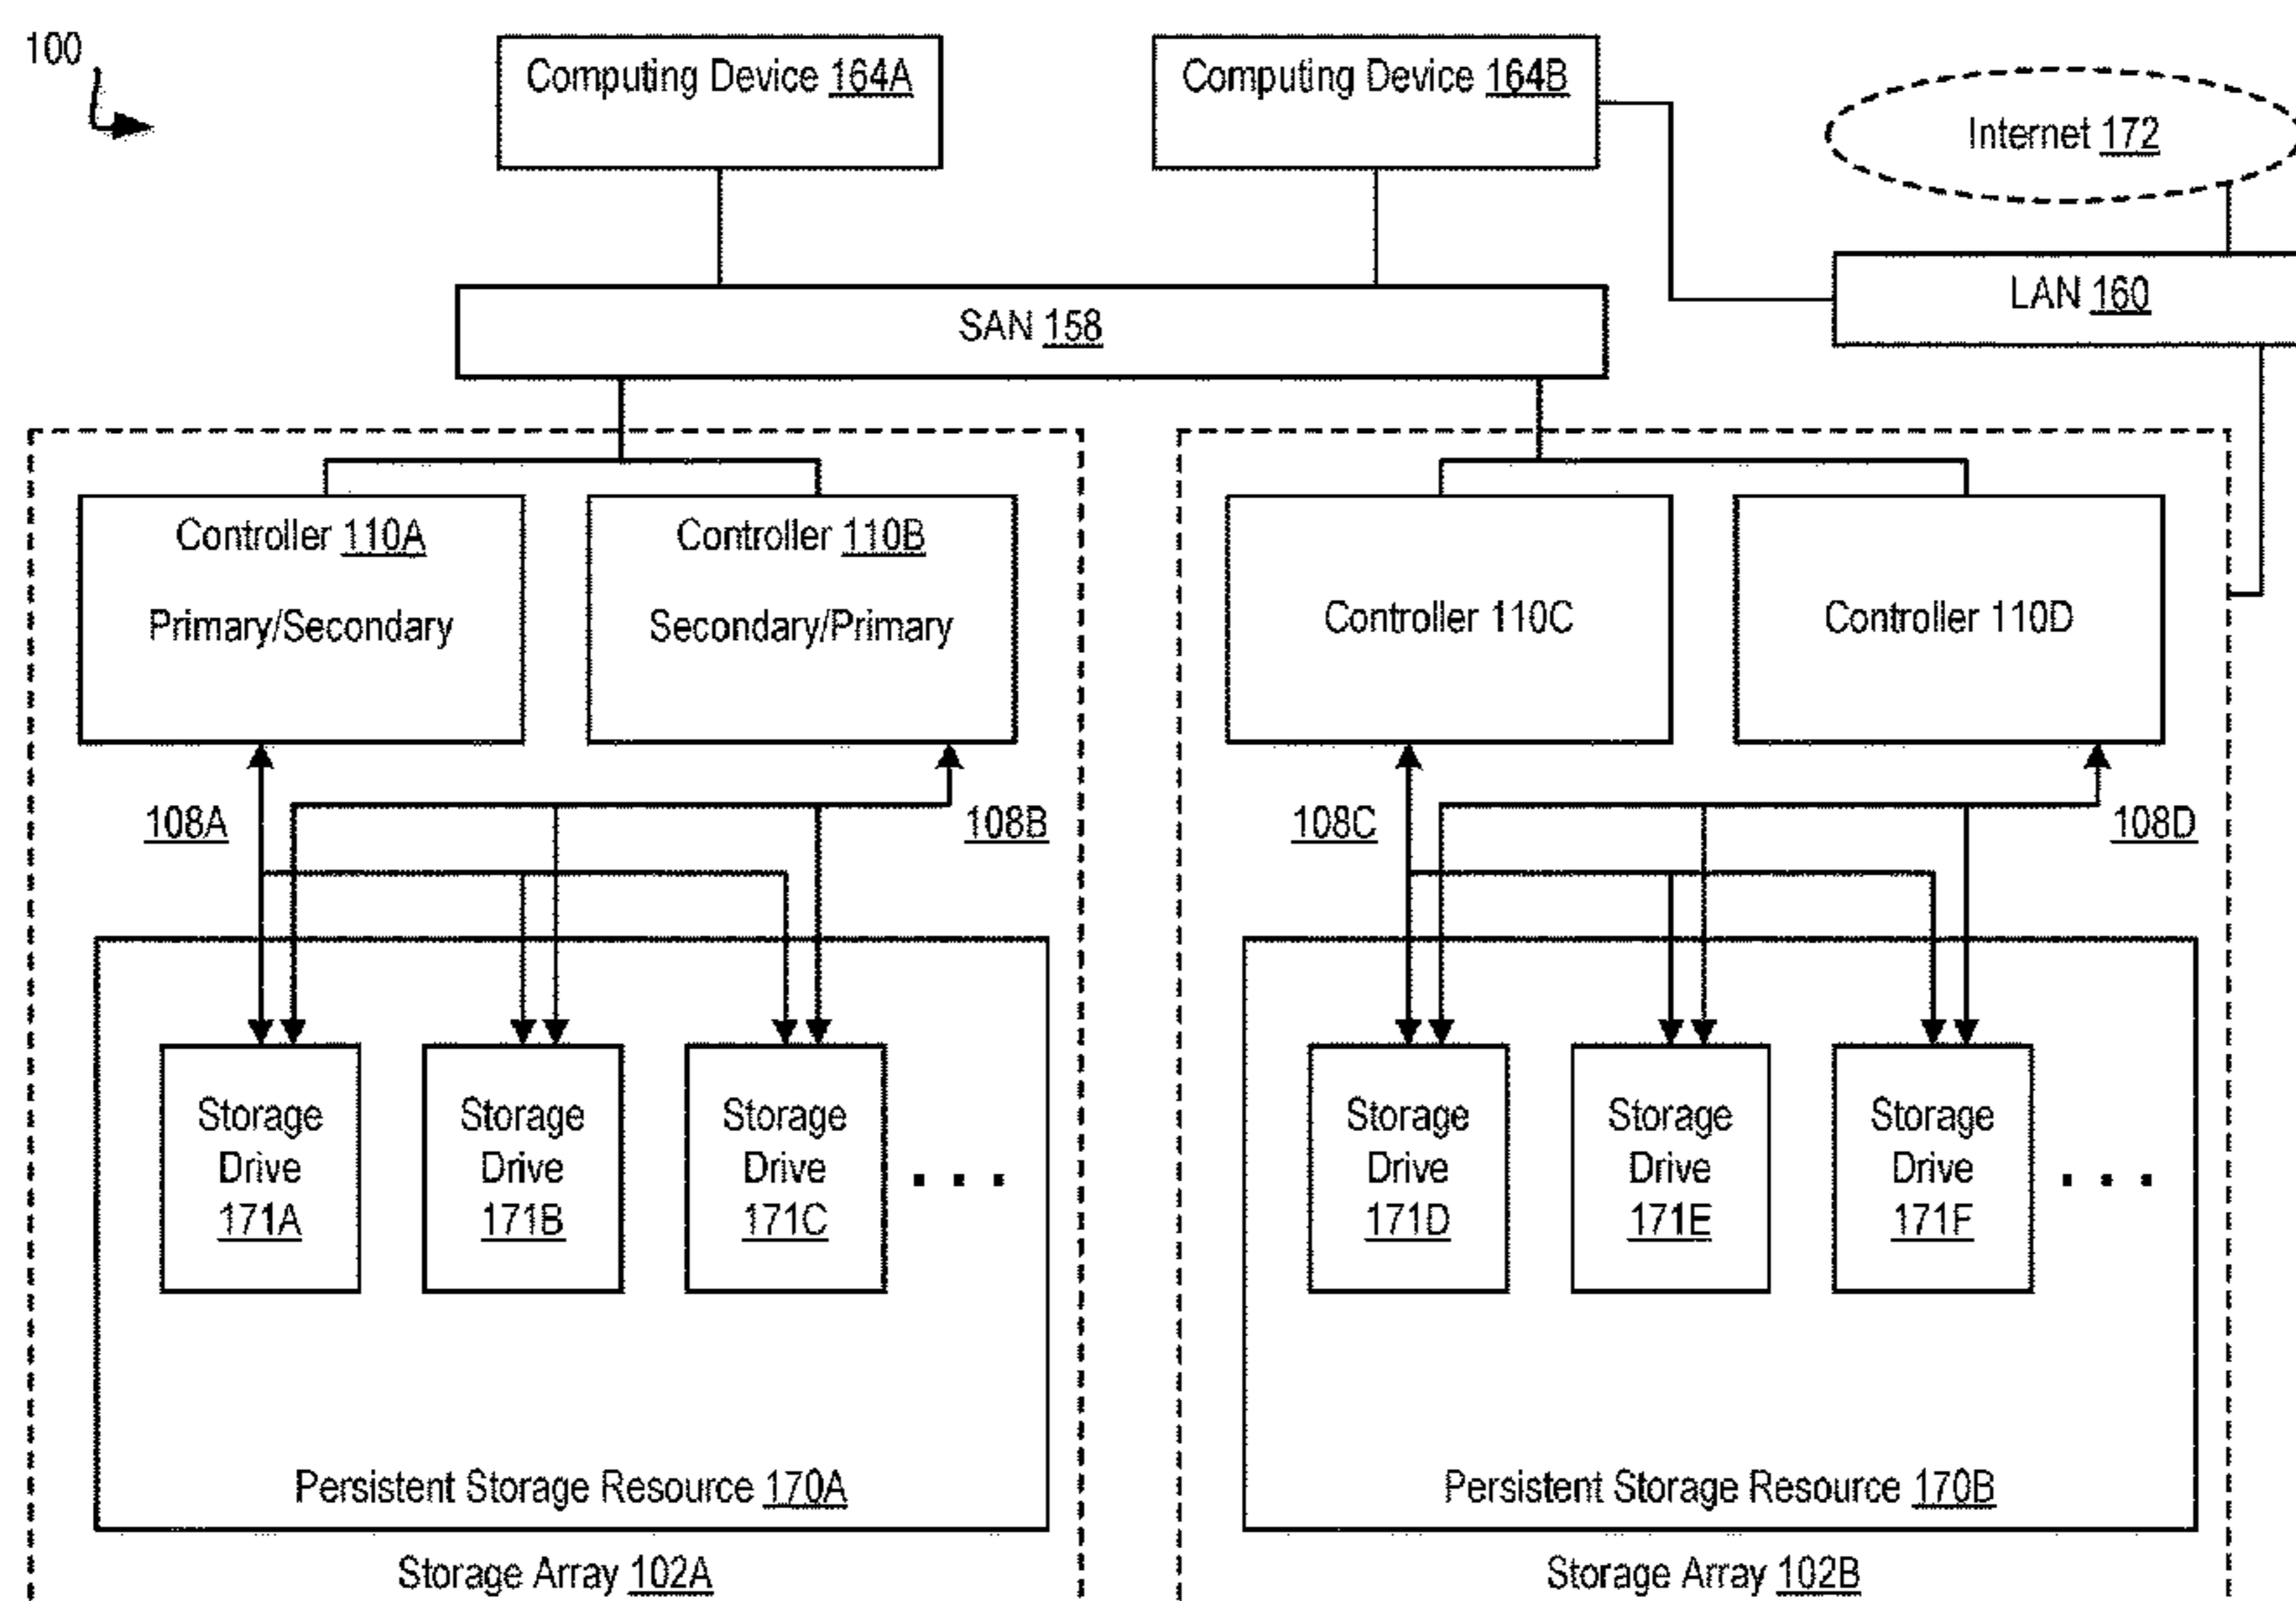 100
Computing Device 164A
Computing Device 164B
Internet 172
LAN 160
SAN 158
Controller 110A
Primary/Secondary
Controller 110B
Secondary/Primary
Controller 110C
Controller 110D
108A
108B
108C
108D
Storage
Drive
171A
Storage
Drive
171B
Storage
Drive
171C
. . .
Storage
Drive
171D
Storage
Drive
171E
Storage
Drive
171F
. . .
Persistent Storage Resource 170A
Persistent Storage Resource 170B
Storage Array 102A
Storage Array 102B